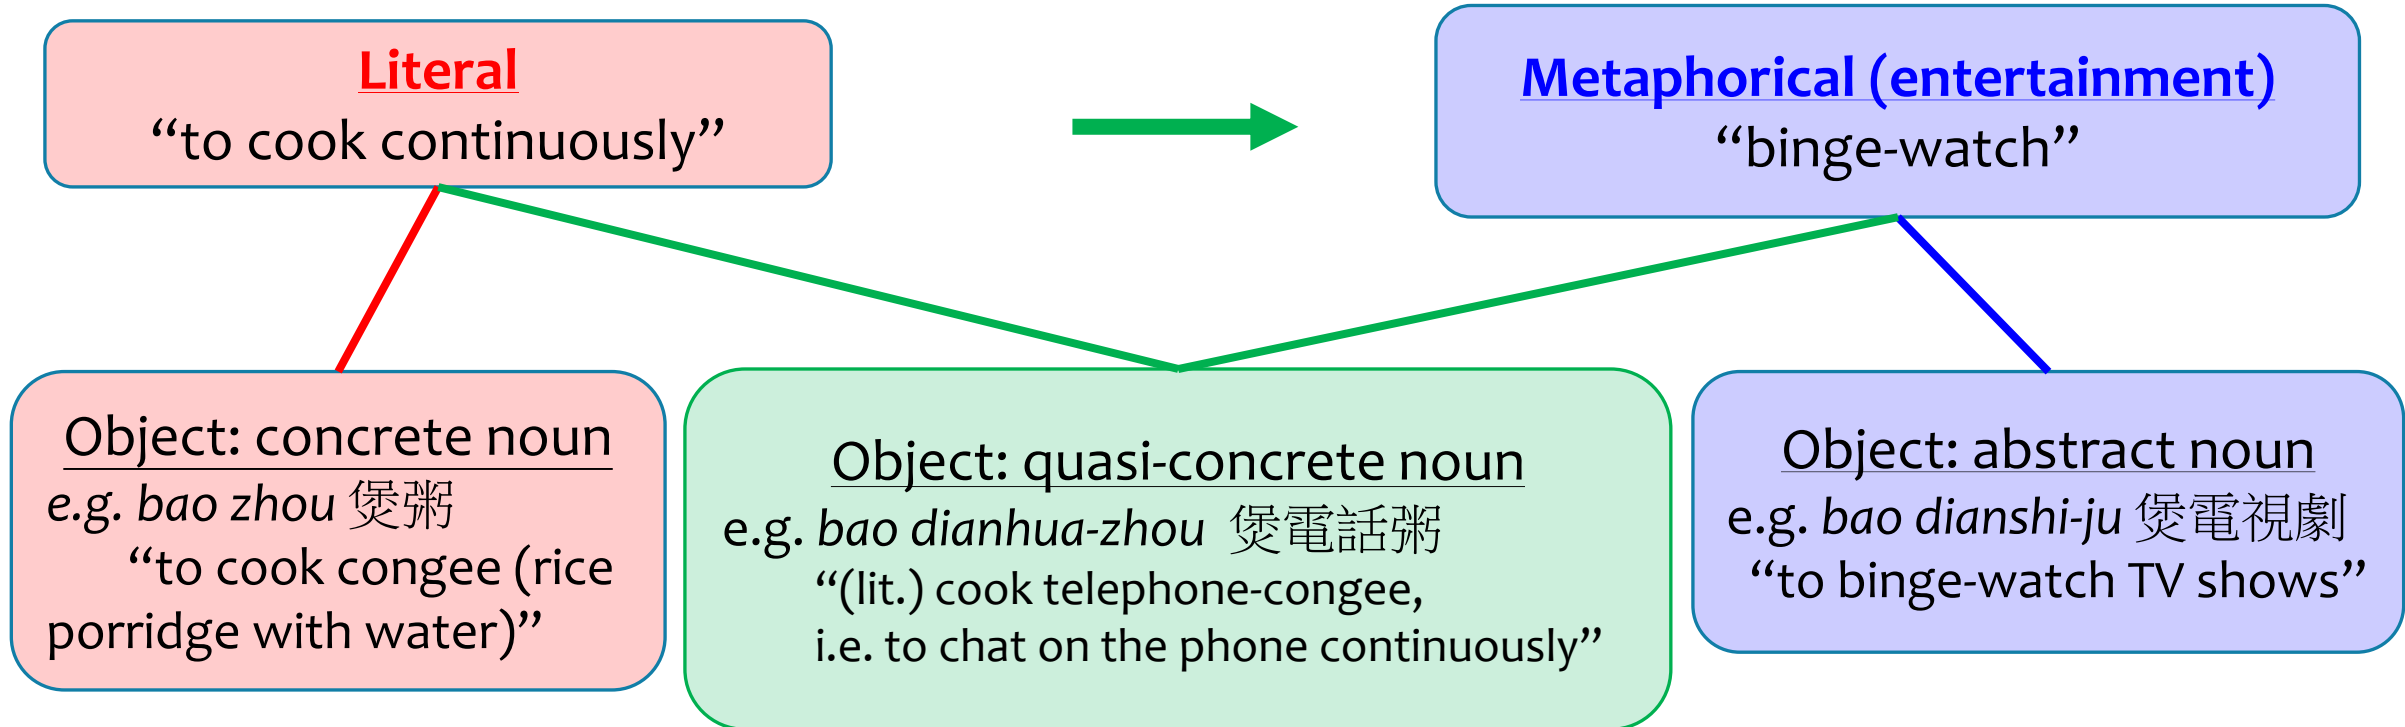 Literal
“to cook continuously”
Metaphorical (entertainment)
“binge-watch”
Object: concrete noun
e.g. bao zhou 煲粥
“to cook congee (rice
porridge with water)”
Object: quasi-concrete noun
e.g. bao dianhua-zhou 煲電話粥
“(lit.) cook telephone-congee,
i.e. to chat on the phone continuously”
Object: abstract noun
e.g. bao dianshi-ju 煲電視劇
“to binge-watch TV shows”